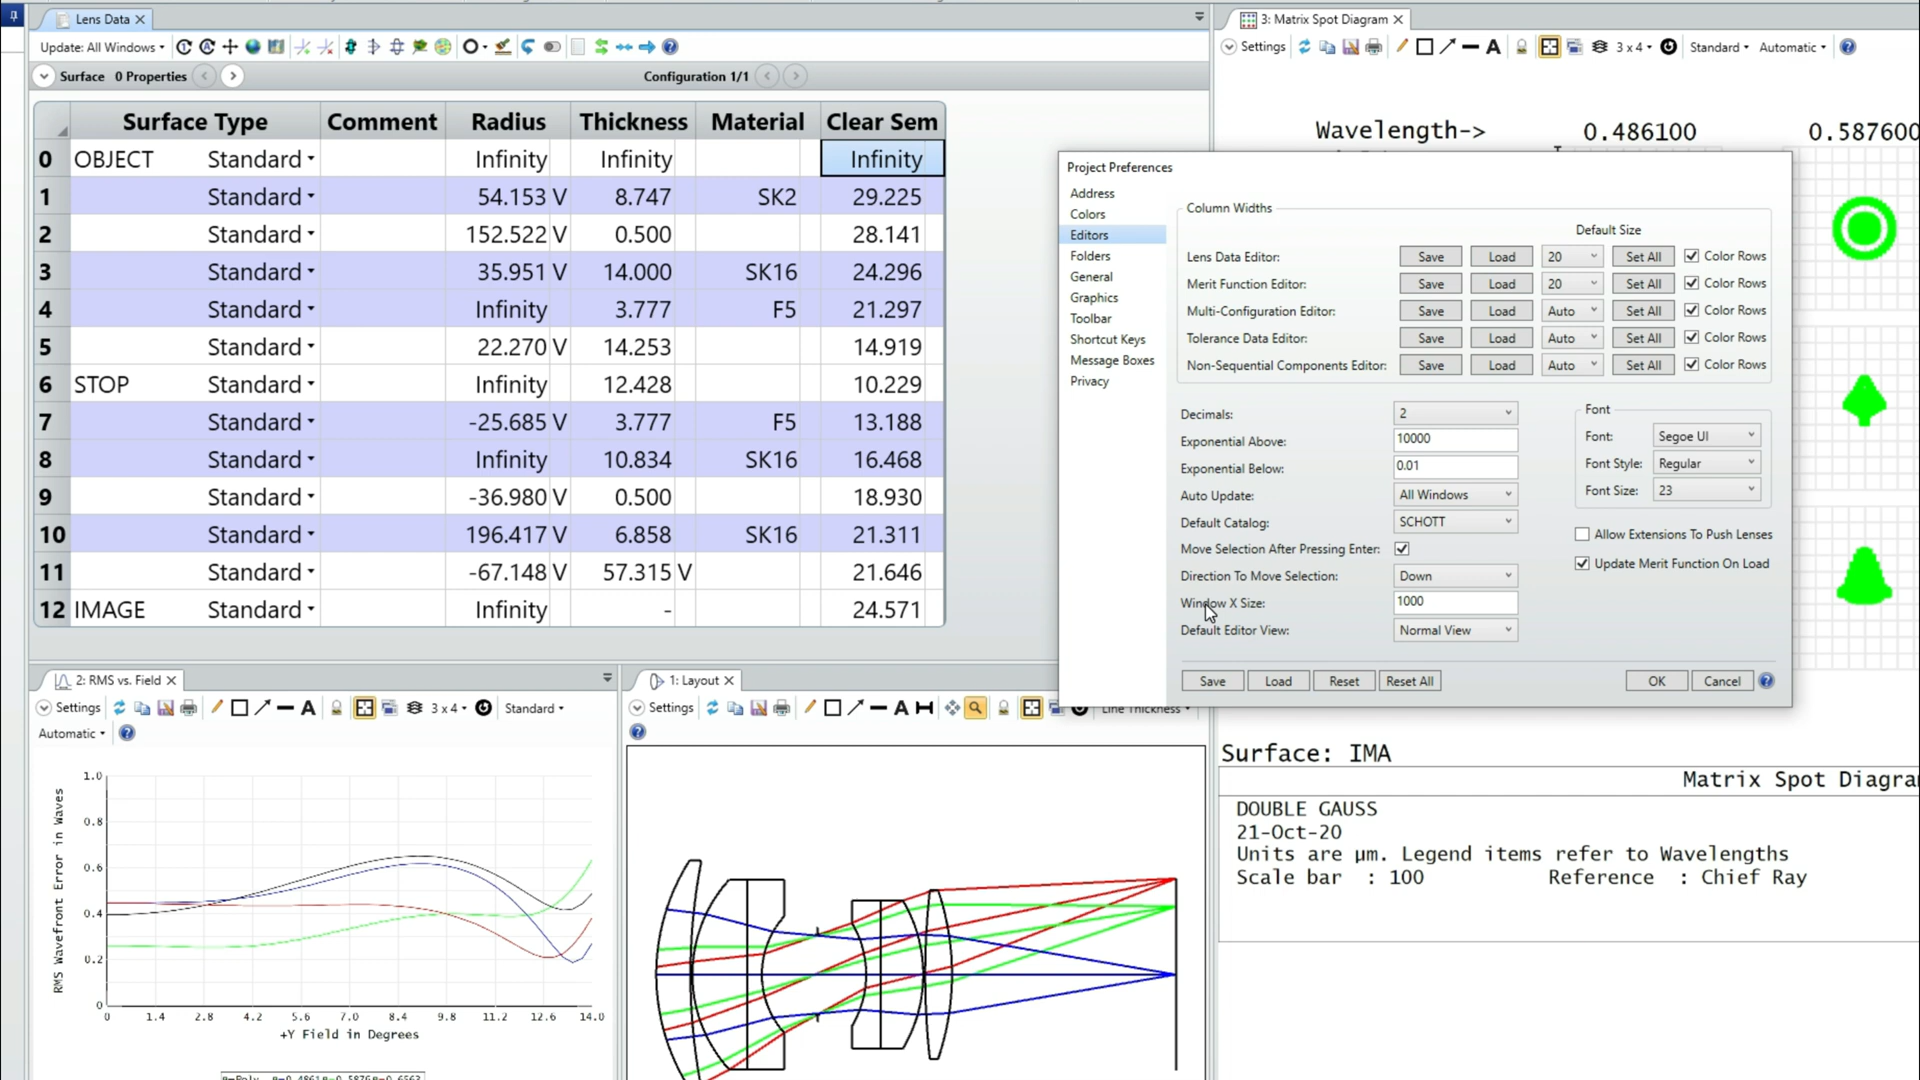 Lens Data
Update: All Windows
Surface 0 Properties
Configuration 1/1
Surface Type Comment Radius Thickness Material Clear Sem
0 OBJECT Standard Infinity Infinity Infinity
1 Standard 54.153 V 8.747 SK2 29.225
2 Standard 152.522 V 0.500 28.141
3 Standard 35.951 V 14.000 SK16 24.296
4 Standard Infinity 3.777 F5 21.297
5 Standard 22.270 V 14.253 14.919
6 STOP Standard Infinity 12.428 10.229
7 Standard -25.685 V 3.777 F5 13.188
8 Standard Infinity 10.834 SK16 16.468
9 Standard -36.980 V 0.500 18.930
10 Standard 196.417 V 6.858 SK16 21.311
11 Standard -67.148 V 57.315 V 21.646
12 IMAGE Standard Infinity - 24.571
3: Matrix Spot Diagram
Settings 3 x 4 Standard Automatic
Wavelength-> 0.486100 0.587600
Project Preferences
Address
Colors
Editors
Folders
General
Graphics
Toolbar
Shortcut Keys
Message Boxes
Privacy
Column Widths
Default Size
Lens Data Editor: Save Load 20 Set All Color Rows
Merit Function Editor: Save Load 20 Set All Color Rows
Multi-Configuration Editor: Save Load Auto Set All Color Rows
Tolerance Data Editor: Save Load Auto Set All Color Rows
Non-Sequential Components Editor: Save Load Auto Set All Color Rows
Decimals: 2
Exponential Above: 10000
Exponential Below: 0.01
Auto Update: All Windows
Default Catalog: SCHOTT
Move Selection After Pressing Enter:
Direction To Move Selection: Down
Window X Size: 1000
Default Editor View: Normal View
Font
Font: Segoe UI
Font Style: Regular
Font Size: 23
Allow Extensions To Push Lenses
Update Merit Function On Load
Save Load Reset Reset All OK Cancel
2: RMS vs. Field
Settings 3 x 4 Standard
Automatic
RMS Wavefront Error in Waves
1.0
0.8
0.6
0.4
0.2
0
0 1.4 2.8 4.2 5.6 7.0 8.4 9.8 11.2 12.6 14.0
+Y Field in Degrees
1: Layout
Settings Line Thickness
Surface: IMA
Matrix Spot Diagra
DOUBLE GAUSS
21-Oct-20
Units are µm. Legend items refer to Wavelengths
Scale bar : 100 Reference : Chief Ray